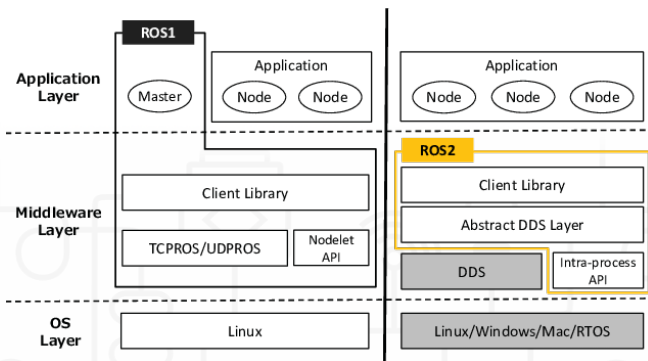 ROS1
Application
Layer
Master
Application
Node
Node
Application
Node
Node
Node
ROS2
Middleware
Layer
Client Library
TCPROS/UDPROS
Nodelet
API
Client Library
Abstract DDS Layer
DDS
Intra-process
API
OS
Layer
Linux
Linux/Windows/Mac/RTOS